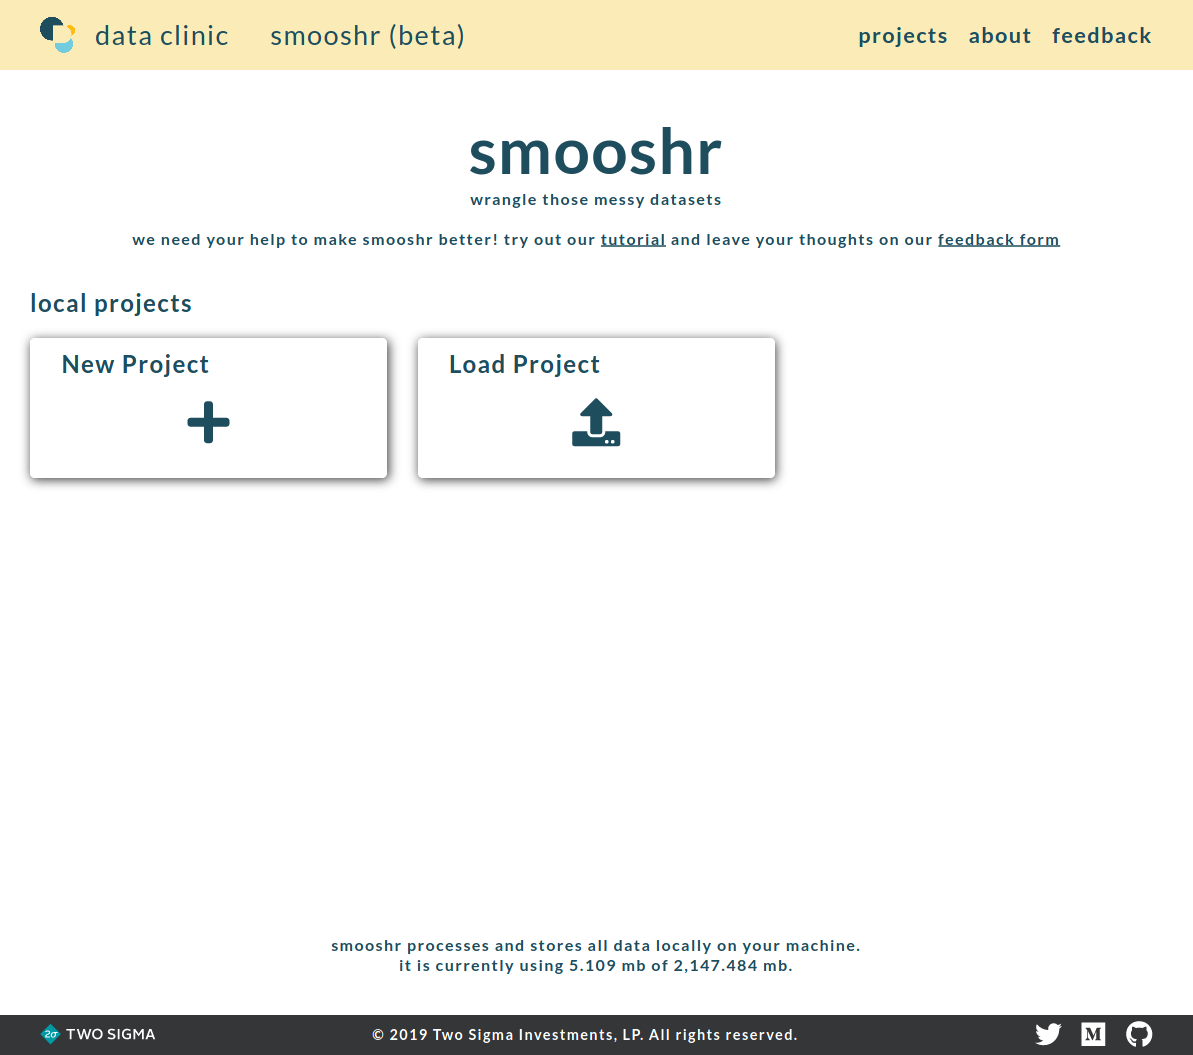 data clinic smooshr (beta) projects about feedback
smooshr
wrangle those messy datasets
we need your help to make smooshr better! try out our tutorial and leave your thoughts on our feedback form
local projects
New Project Load Project
smooshr processes and stores all data locally on your machine.
it is currently using 5.109 mb of 2,147.484 mb.
2σ TWO SIGMA © 2019 Two Sigma Investments, LP. All rights reserved. M